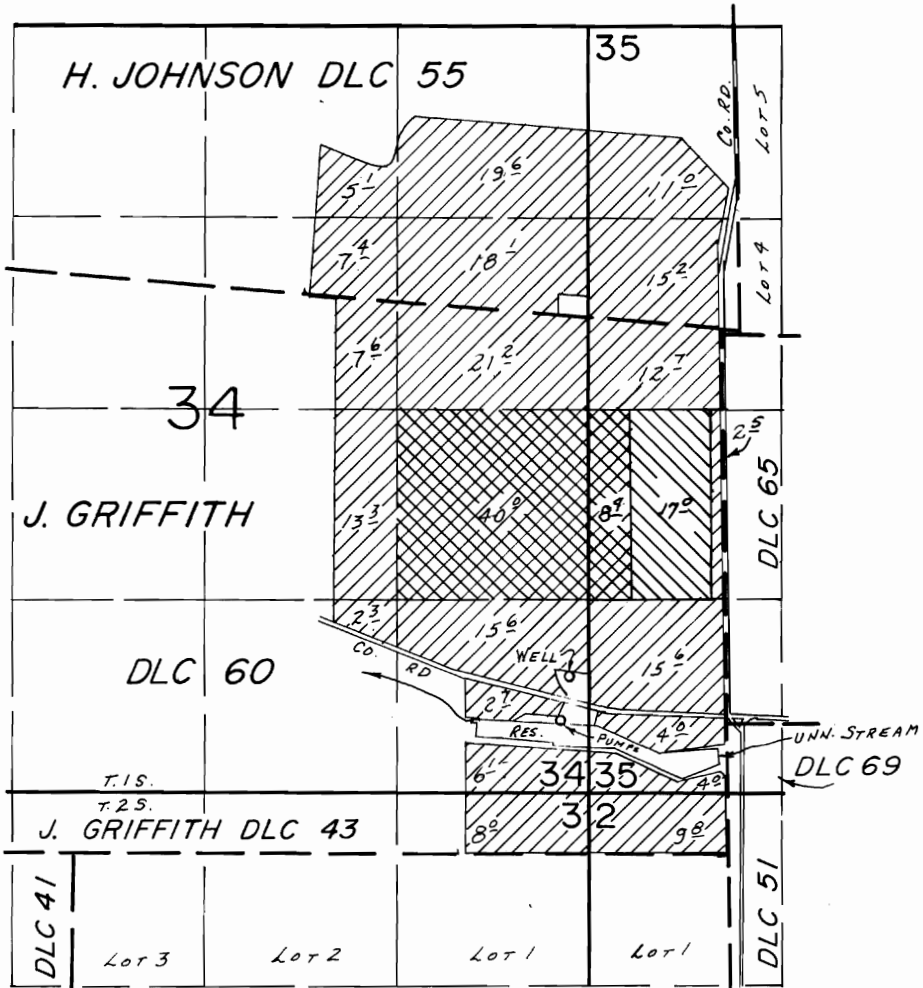 35
H. JOHNSON DLC 55
CO. RD.
LOT 5
5.1
19.6
11.0
7.4
18.1
15.2
LOT 4
7.6
21.2
12.7
34
2.5
J. GRIFFITH
13.3
40.0
8.9
17.0
DLC 65
2.3
15.6
15.6
CO. RD
WELL
DLC 60
2.9
4.0
RES.
PUMPS
UNN. STREAM
DLC 69
6.1
34 35
4.0
T. 1 S.
T. 2 S.
3 2
J. GRIFFITH DLC 43
8.0
9.8
DLC 41
LOT 3
LOT 2
LOT 1
LOT 1
DLC 51